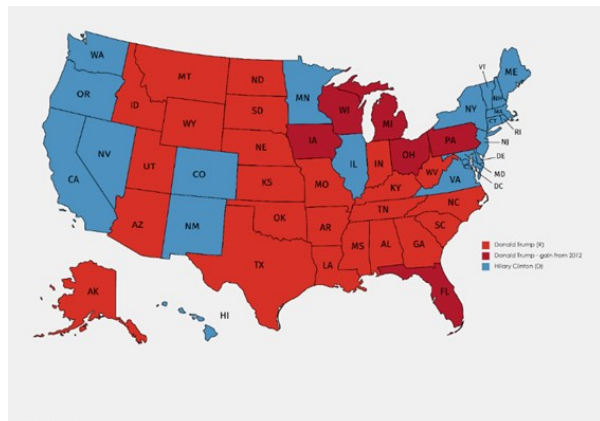 WA
MT
ND
MN
VT
ME
OR
ID
SD
WI
MI
NY
NH
MA
CT
RI
WY
IA
PA
NJ
NV
NE
OH
DE
UT
CO
IL
IN
WV
MD
CA
KS
MO
KY
VA
DC
AZ
NM
OK
AR
TN
NC
SC
TX
LA
MS
AL
GA
AK
HI
FL
Donald Trump (R)
Donald Trump - gain from 2012
Hillary Clinton (D)